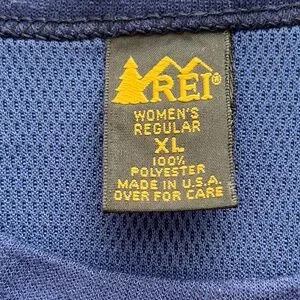 REI®
WOMEN'S
REGULAR
XL
100%
POLYESTER
MADE IN U.S.A.
OVER FOR CARE